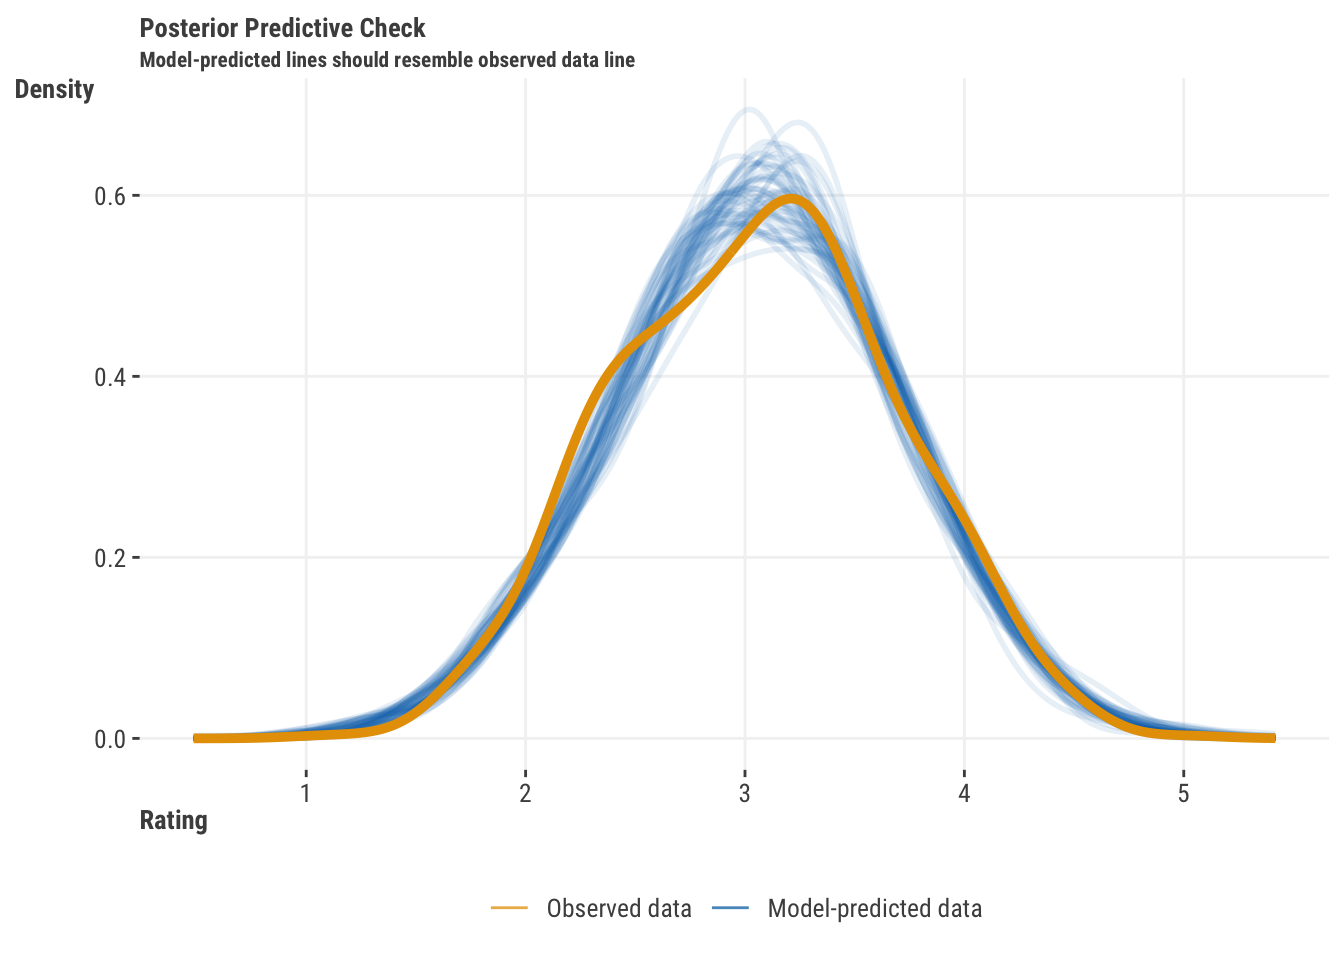 Posterior Predictive Check
Model-predicted lines should resemble observed data line
Density
0.6
0.4
0.2
0.0
1 2 3 4 5
Rating
Observed data Model-predicted data